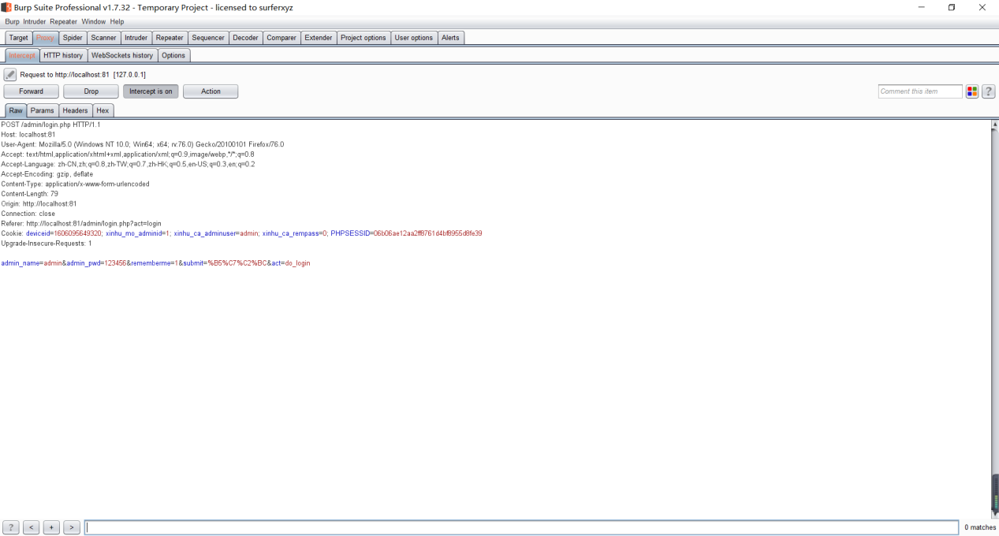 Burp Suite Professional v1.7.32 - Temporary Project - licensed to surferxyz
Burp Intruder Repeater Window Help
Target Proxy Spider Scanner Intruder Repeater Sequencer Decoder Comparer Extender Project options User options Alerts
Intercept HTTP history WebSockets history Options
Request to http://localhost:81 [127.0.0.1]
Forward Drop Intercept is on Action Comment this item ?
Raw Params Headers Hex
POST /admin/login.php HTTP/1.1
Host: localhost:81
User-Agent: Mozilla/5.0 (Windows NT 10.0; Win64; x64; rv:76.0) Gecko/20100101 Firefox/76.0
Accept: text/html,application/xhtml+xml,application/xml;q=0.9,image/webp,*/*;q=0.8
Accept-Language: zh-CN,zh;q=0.8,zh-TW;q=0.7,zh-HK;q=0.5,en-US;q=0.3,en;q=0.2
Accept-Encoding: gzip, deflate
Content-Type: application/x-www-form-urlencoded
Content-Length: 79
Origin: http://localhost:81
Connection: close
Referer: http://localhost:81/admin/login.php?act=login
Cookie: deviceid=1606095649320; xinhu_mo_adminid=1; xinhu_ca_adminuser=admin; xinhu_ca_rempass=0; PHPSESSID=06b06ae12aa2ff8761d4bf8955d8fe39
Upgrade-Insecure-Requests: 1
admin_name=admin&admin_pwd=123456&rememberme=1&submit=%B5%C7%C2%BC&act=do_login
? < + > 0 matches